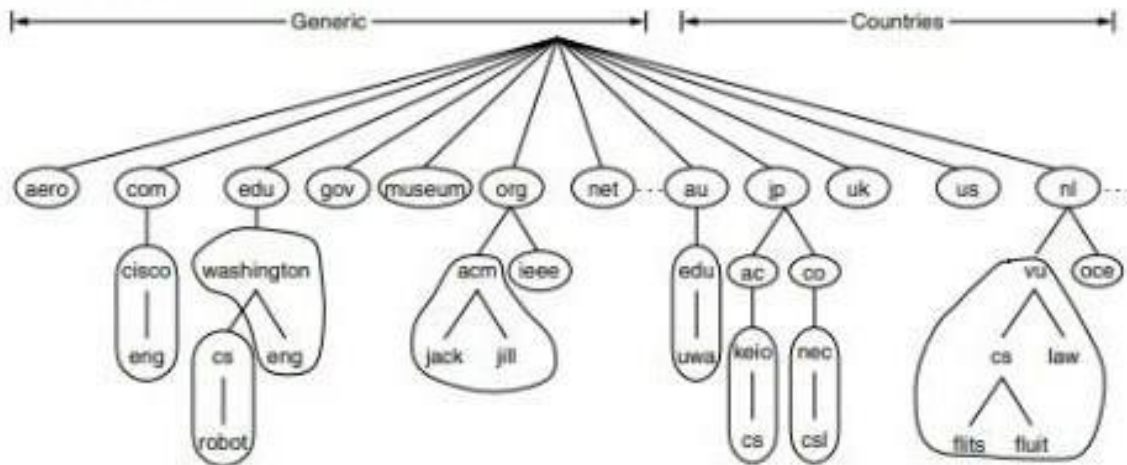 Generic Countries
aero com edu gov museum org net au jp uk us nl
cisco washington acm ieee edu ac co vu oce
eng cs eng jack jill uwa keio nec cs law
robot cs csl flits fluit